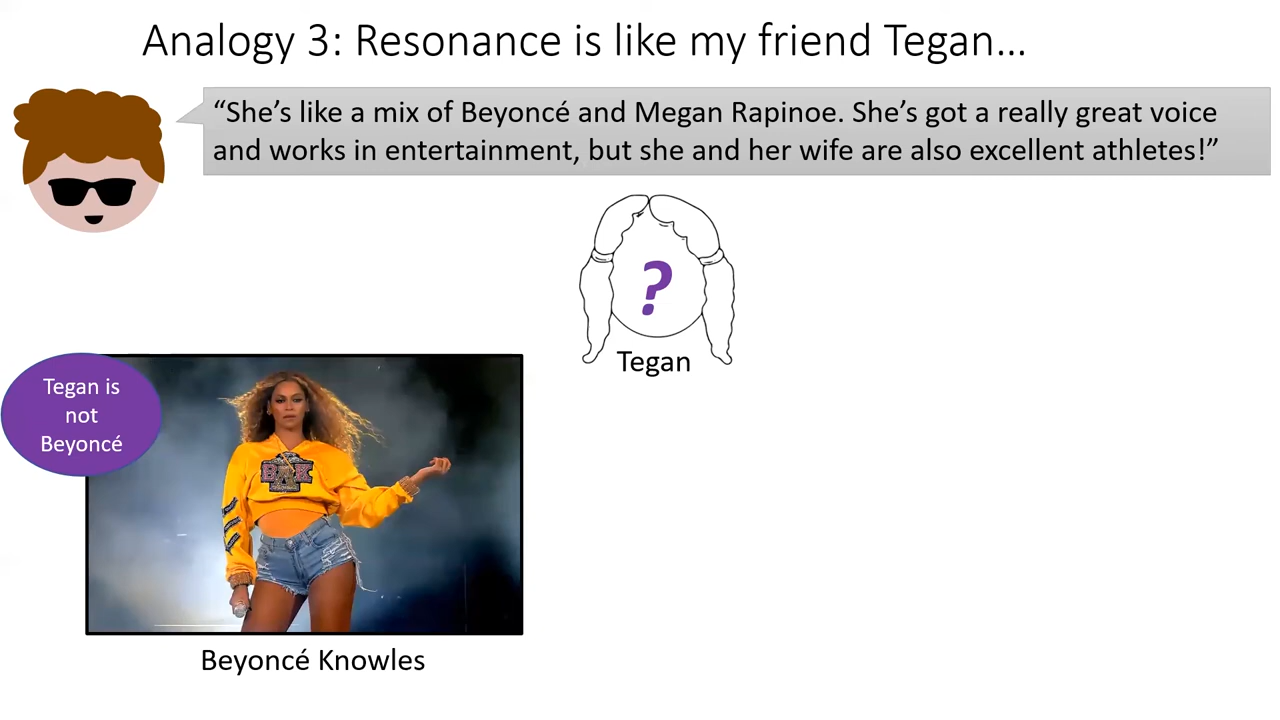 Analogy 3: Resonance is like my friend Tegan…
“She’s like a mix of Beyoncé and Megan Rapinoe. She’s got a really great voice
and works in entertainment, but she and her wife are also excellent athletes!”
?
Tegan
Tegan is
not
Beyoncé
Beyoncé Knowles